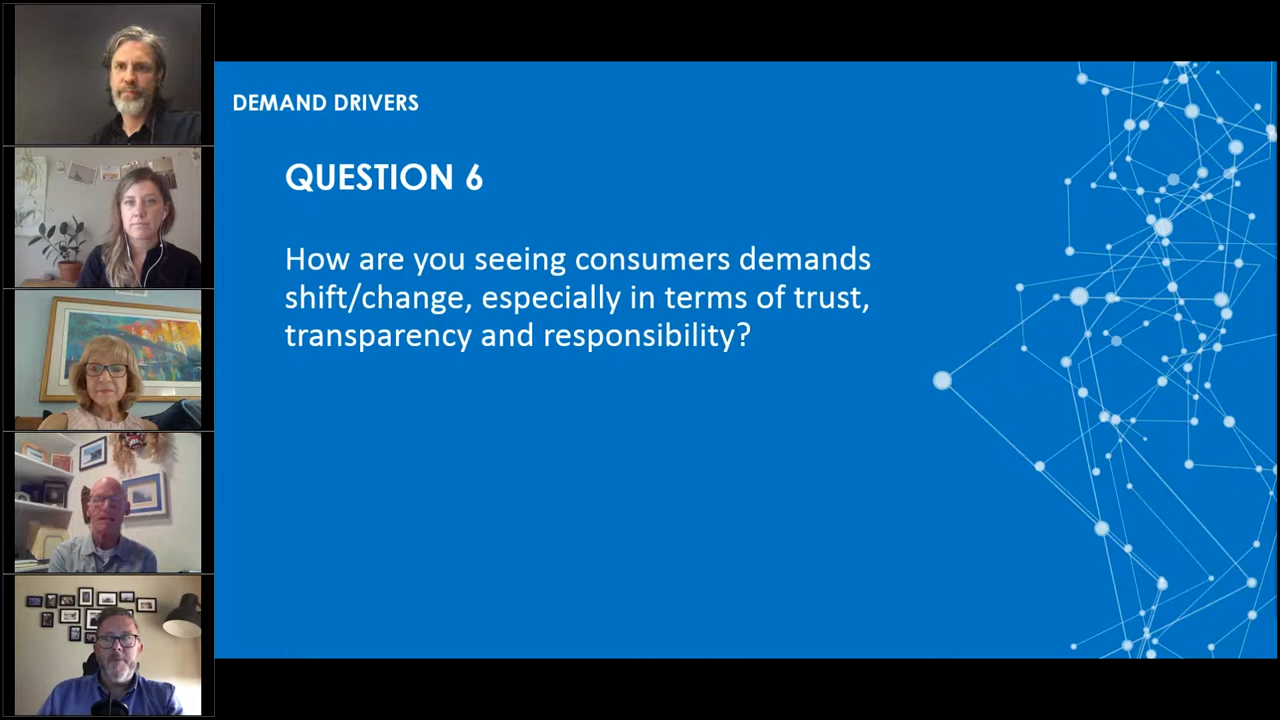 DEMAND DRIVERS
QUESTION 6
How are you seeing consumers demands
shift/change, especially in terms of trust,
transparency and responsibility?